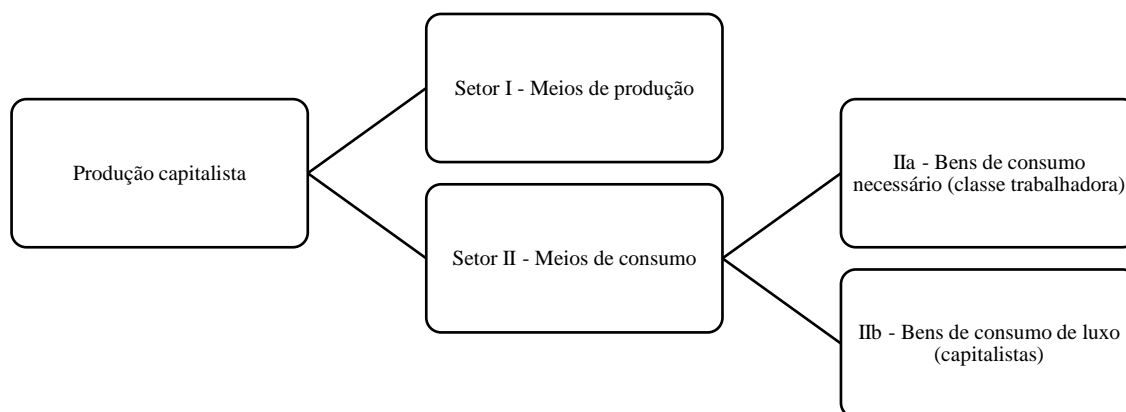 Produção capitalista
Setor I - Meios de produção
Setor II - Meios de consumo
IIa - Bens de consumo
necessário (classe trabalhadora)
IIb - Bens de consumo de luxo
(capitalistas)